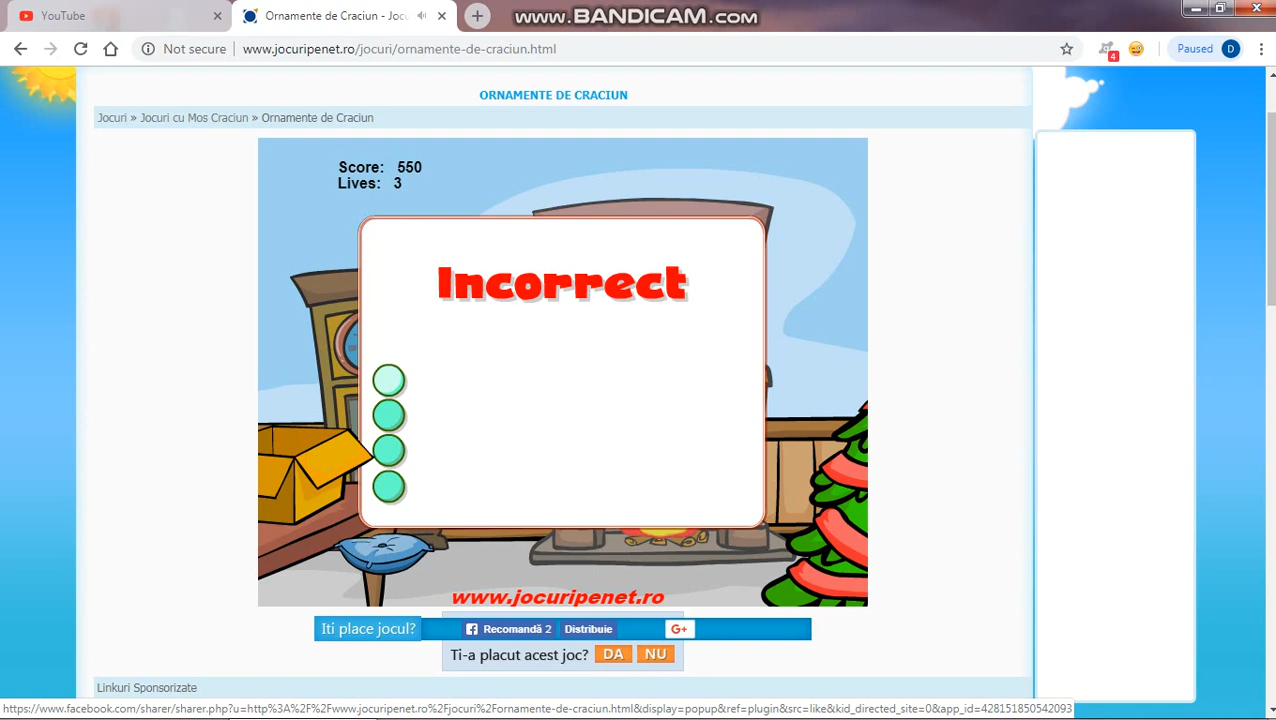 YouTube
Ornamente de Craciun - Jocu
www.BANDICAM.com
Not secure
www.jocuripenet.ro/jocuri/ornamente-de-craciun.html
4
Paused
D
ORNAMENTE DE CRACIUN
Jocuri » Jocuri cu Mos Craciun » Ornamente de Craciun
Score: 550
Lives: 3
Incorrect
www.jocuripenet.ro
Iti place jocul?
Recomandă 2
Distribuie
G+
Ti-a placut acest joc?
DA
NU
Linkuri Sponsorizate
https://www.facebook.com/sharer/sharer.php?u=http%3A%2F%2Fwww.jocuripenet.ro%2Fjocuri%2Fornamente-de-craciun.html&display=popup&ref=plugin&src=like&kid_directed_site=0&app_id=428151850542093